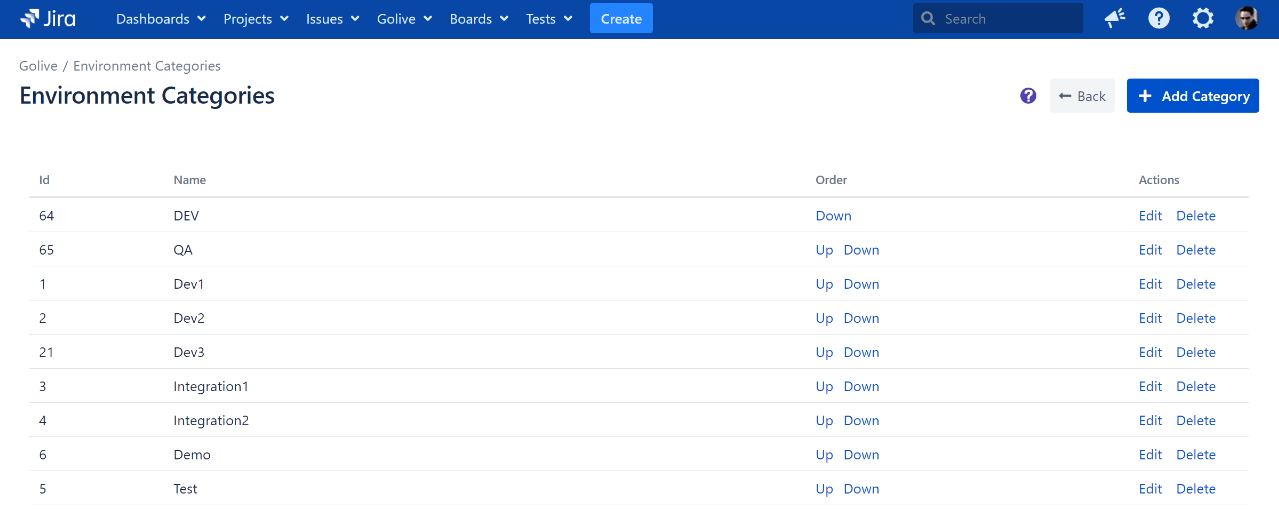 Jira Dashboards Projects Issues Golive Boards Tests Create Search
Golive / Environment Categories
Environment Categories
Back Add Category
Id Name Order Actions
64 DEV Down Edit Delete
65 QA Up Down Edit Delete
1 Dev1 Up Down Edit Delete
2 Dev2 Up Down Edit Delete
21 Dev3 Up Down Edit Delete
3 Integration1 Up Down Edit Delete
4 Integration2 Up Down Edit Delete
6 Demo Up Down Edit Delete
5 Test Up Down Edit Delete